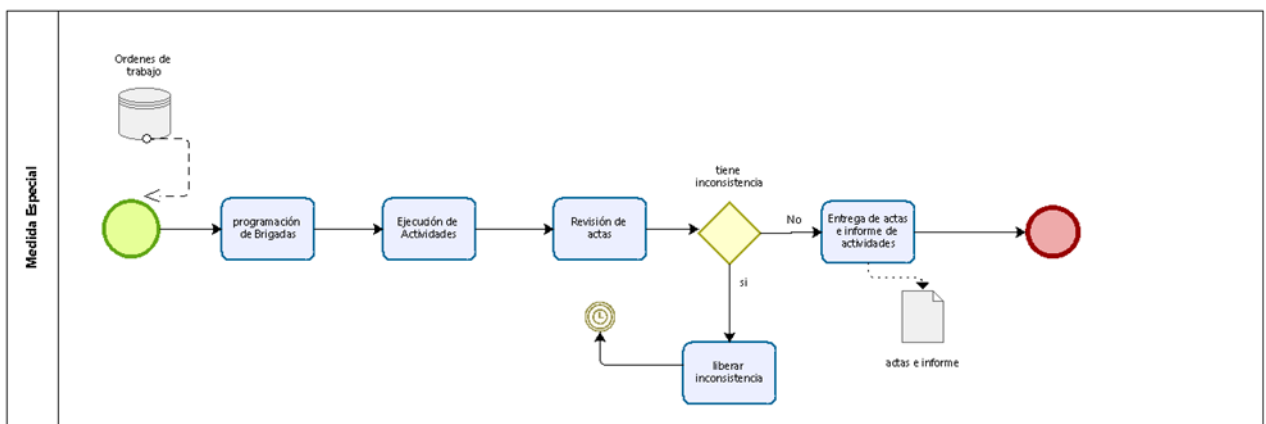 Medida Especial
Ordenes de
trabajo
programación
de Brigadas
Ejecución de
Actividades
Revisión de
actas
tiene
inconsistencia
No
si
Entrega de actas
e informe de
actividades
liberar
inconsistencia
actas e informe